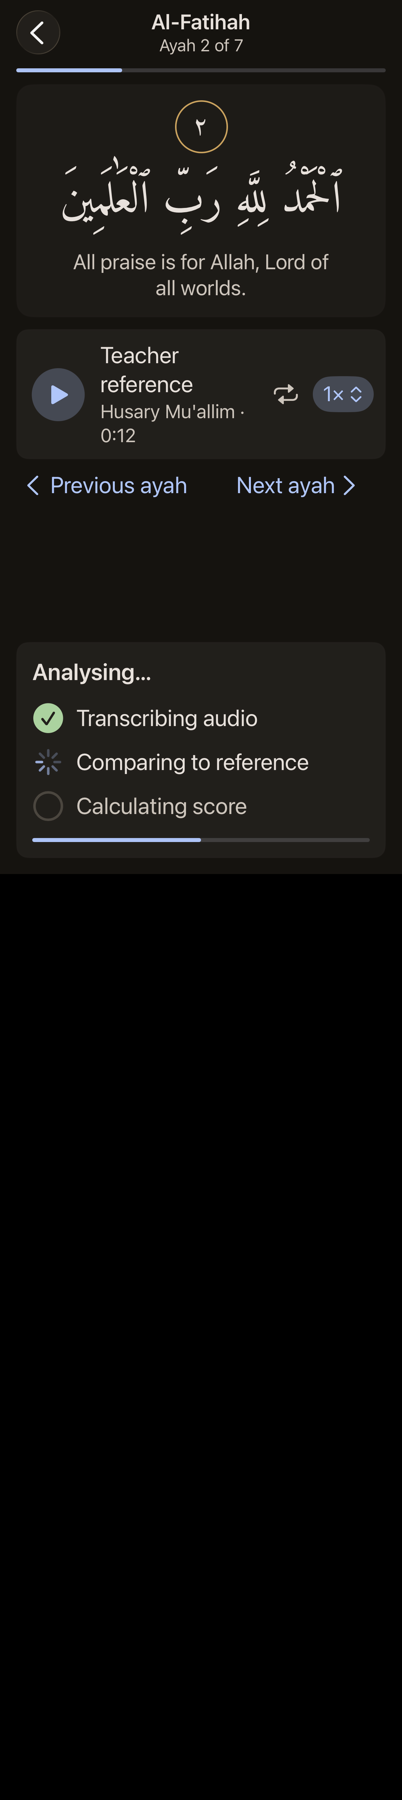 Al-Fatihah
Ayah 2 of 7
٢
ٱلْحَمْدُ لِلَّهِ رَبِّ ٱلْعَـٰلَمِينَ
All praise is for Allah, Lord of
all worlds.
Teacher
reference
Husary Mu'allim ·
0:12
1×
Previous ayah
Next ayah
Analysing...
Transcribing audio
Comparing to reference
Calculating score